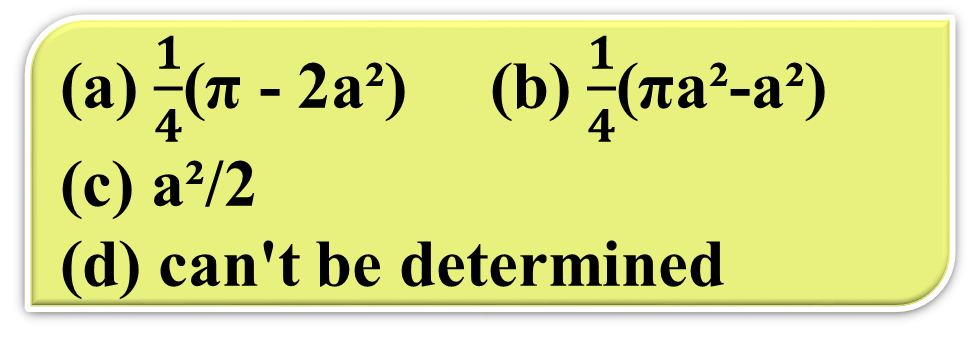 (a) 1/4(π - 2a²) (b) 1/4(πa²-a²)
(c) a²/2
(d) can't be determined